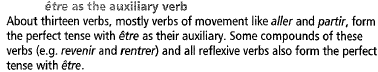 être as the auxiliary verb
About thirteen verbs, mostly verbs of movement like aller and partir, form
the perfect tense with être as their auxiliary. Some compounds of these
verbs (e.g. revenir and rentrer) and all reflexive verbs also form the perfect
tense with être.